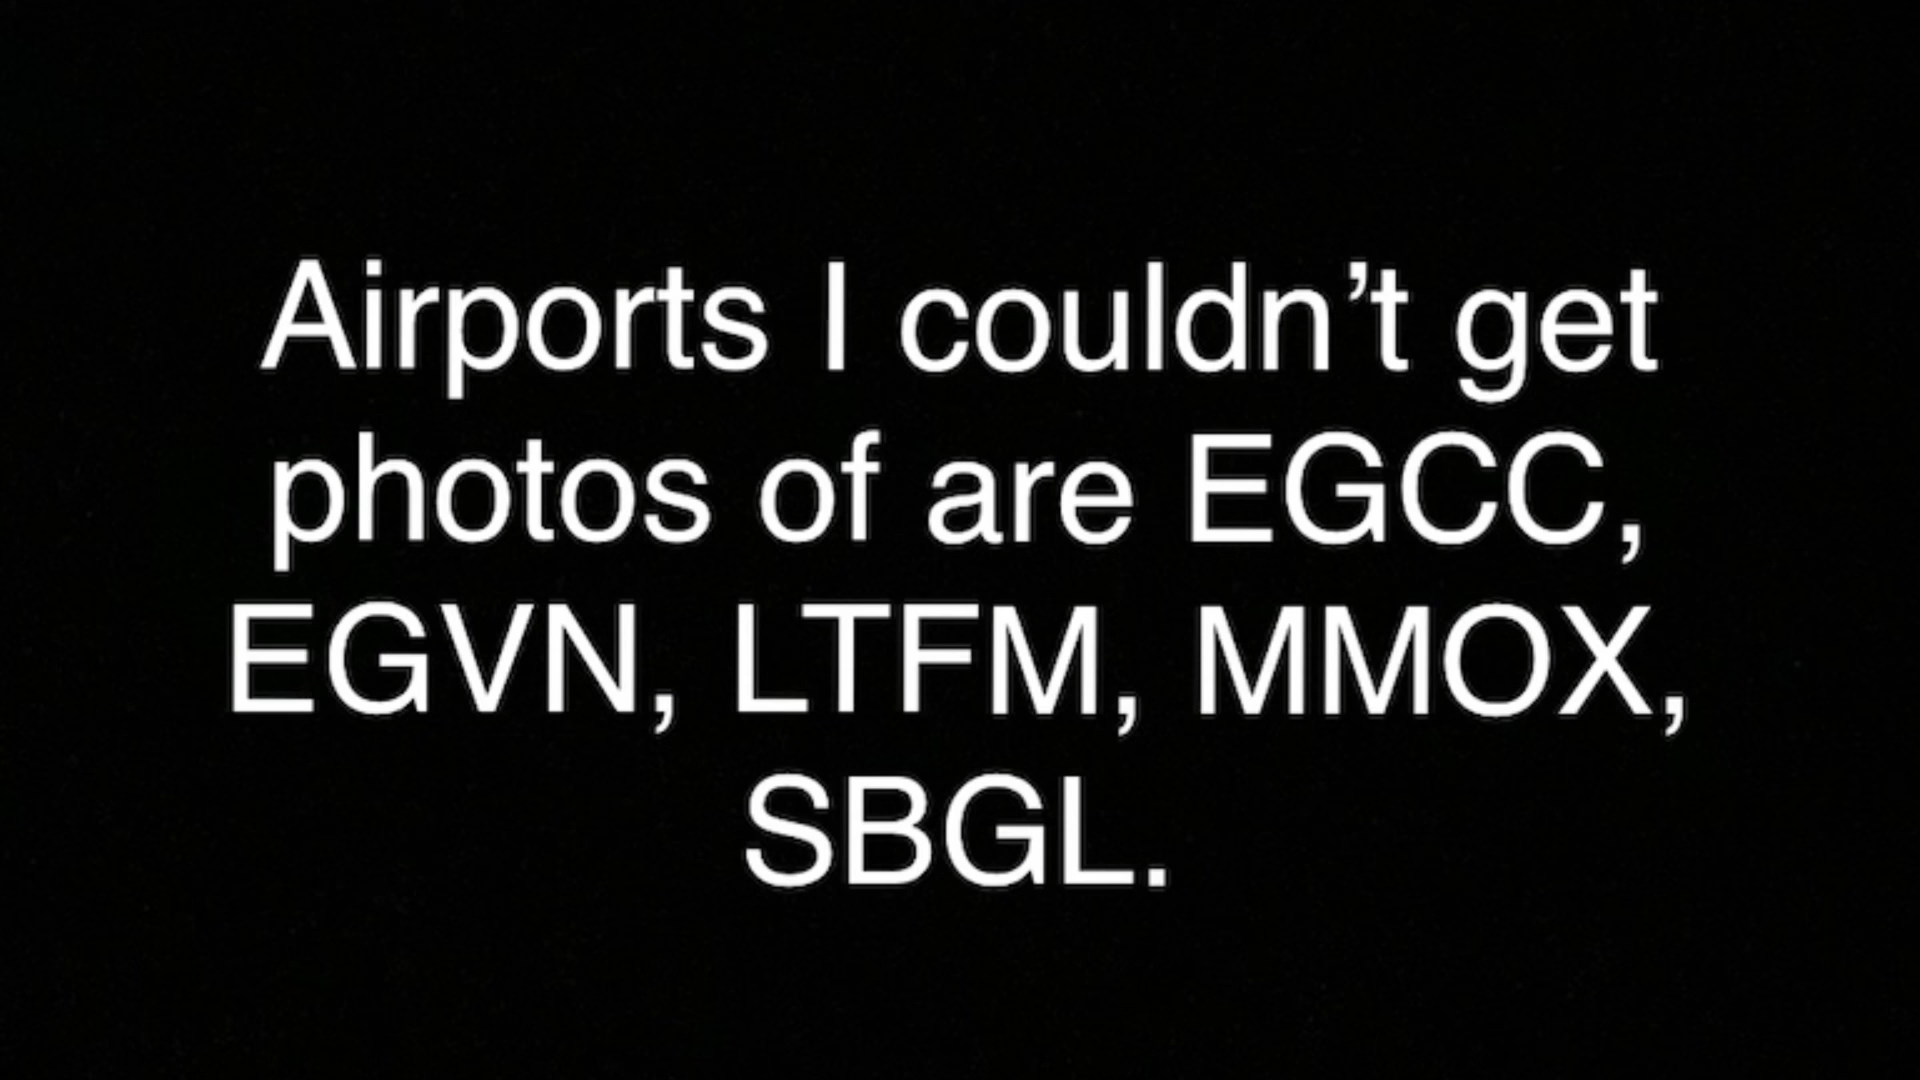 Airports I couldn’t get
photos of are EGCC,
EGVN, LTFM, MMOX,
SBGL.